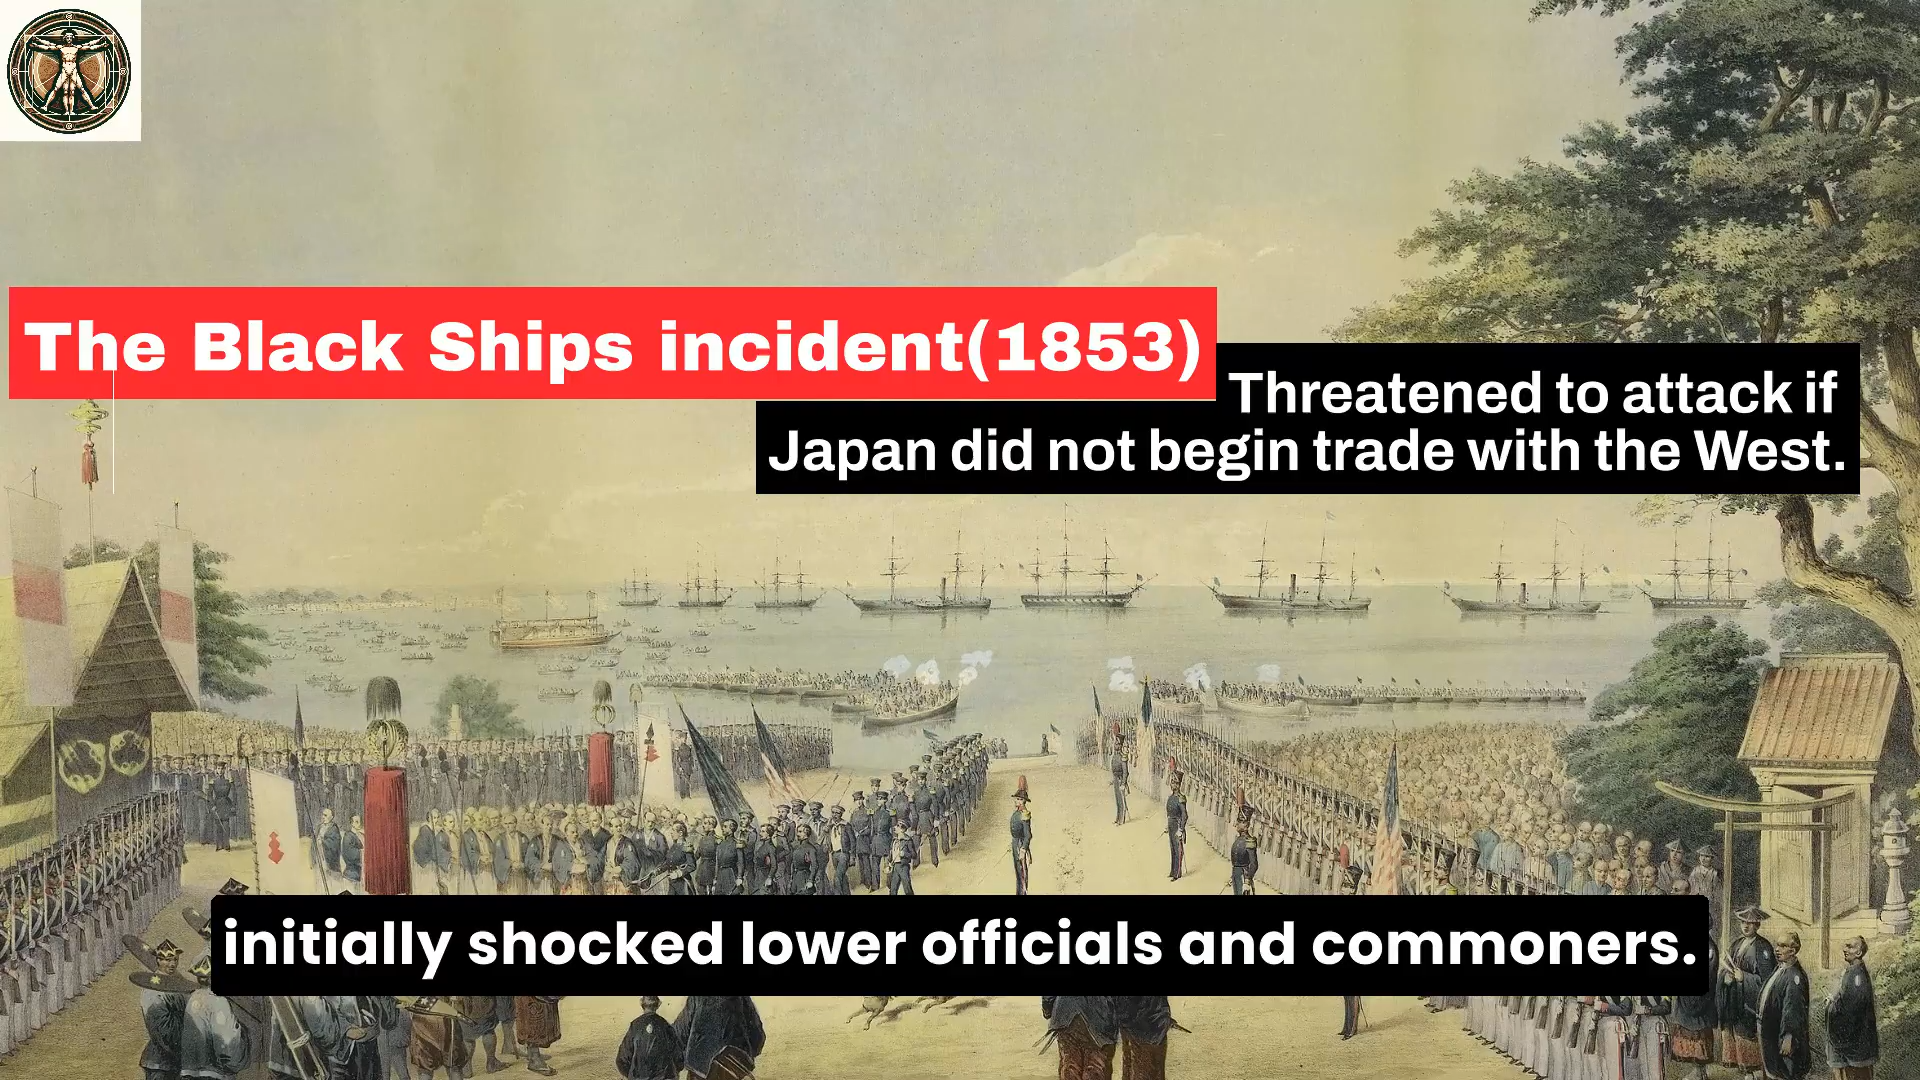 The Black Ships incident(1853)
Threatened to attack if
Japan did not begin trade with the West.
initially shocked lower officials and commoners.